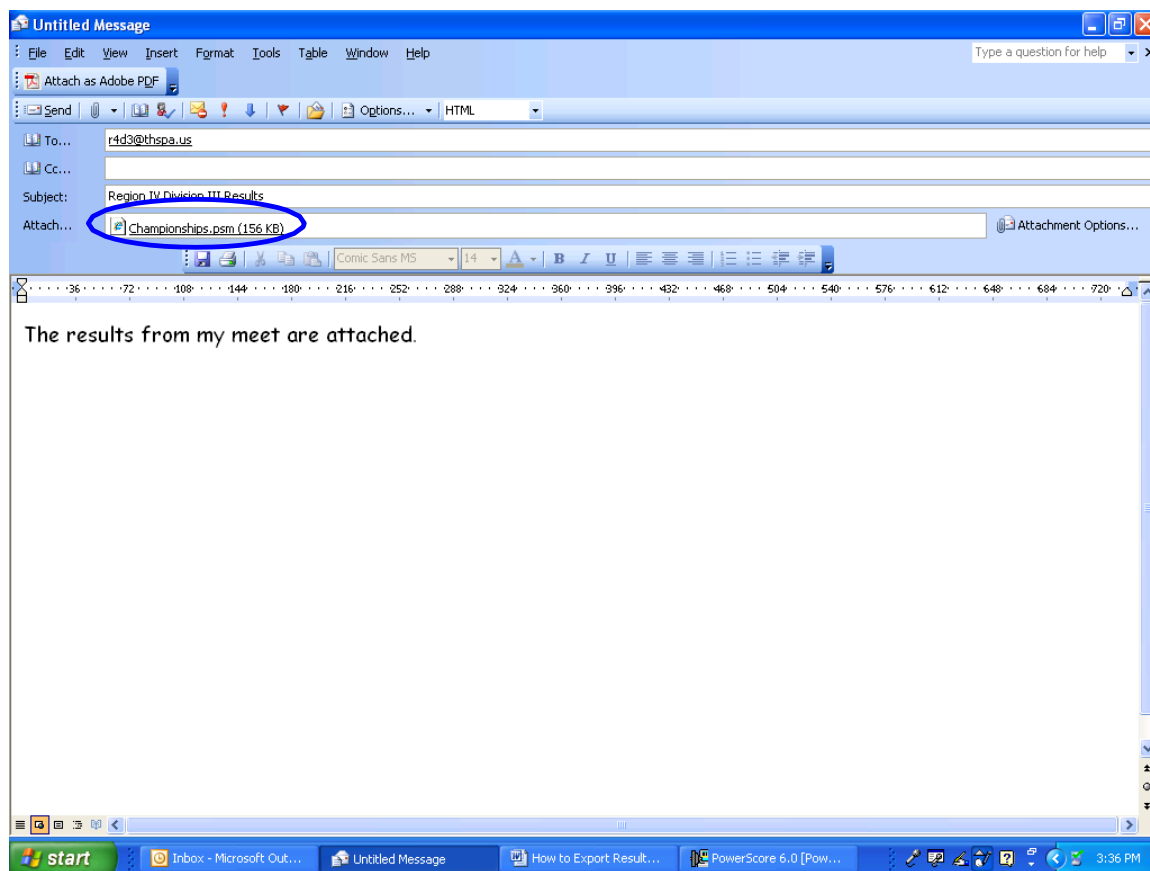 Untitled Message
File Edit View Insert Format Tools Table Window Help Type a question for help
Attach as Adobe PDF
Send Options... HTML
To... r4d3@thspa.us
Cc...
Subject: Region IV Division III Results
Attach... Championships.psm (156 KB) Attachment Options...
Comic Sans MS 14 A B I U
36 72 108 144 180 216 252 288 324 360 396 432 468 504 540 576 612 648 684 720
The results from my meet are attached.
start Inbox - Microsoft Out... Untitled Message How to Export Result... PowerScore 6.0 [Pow... 3:36 PM